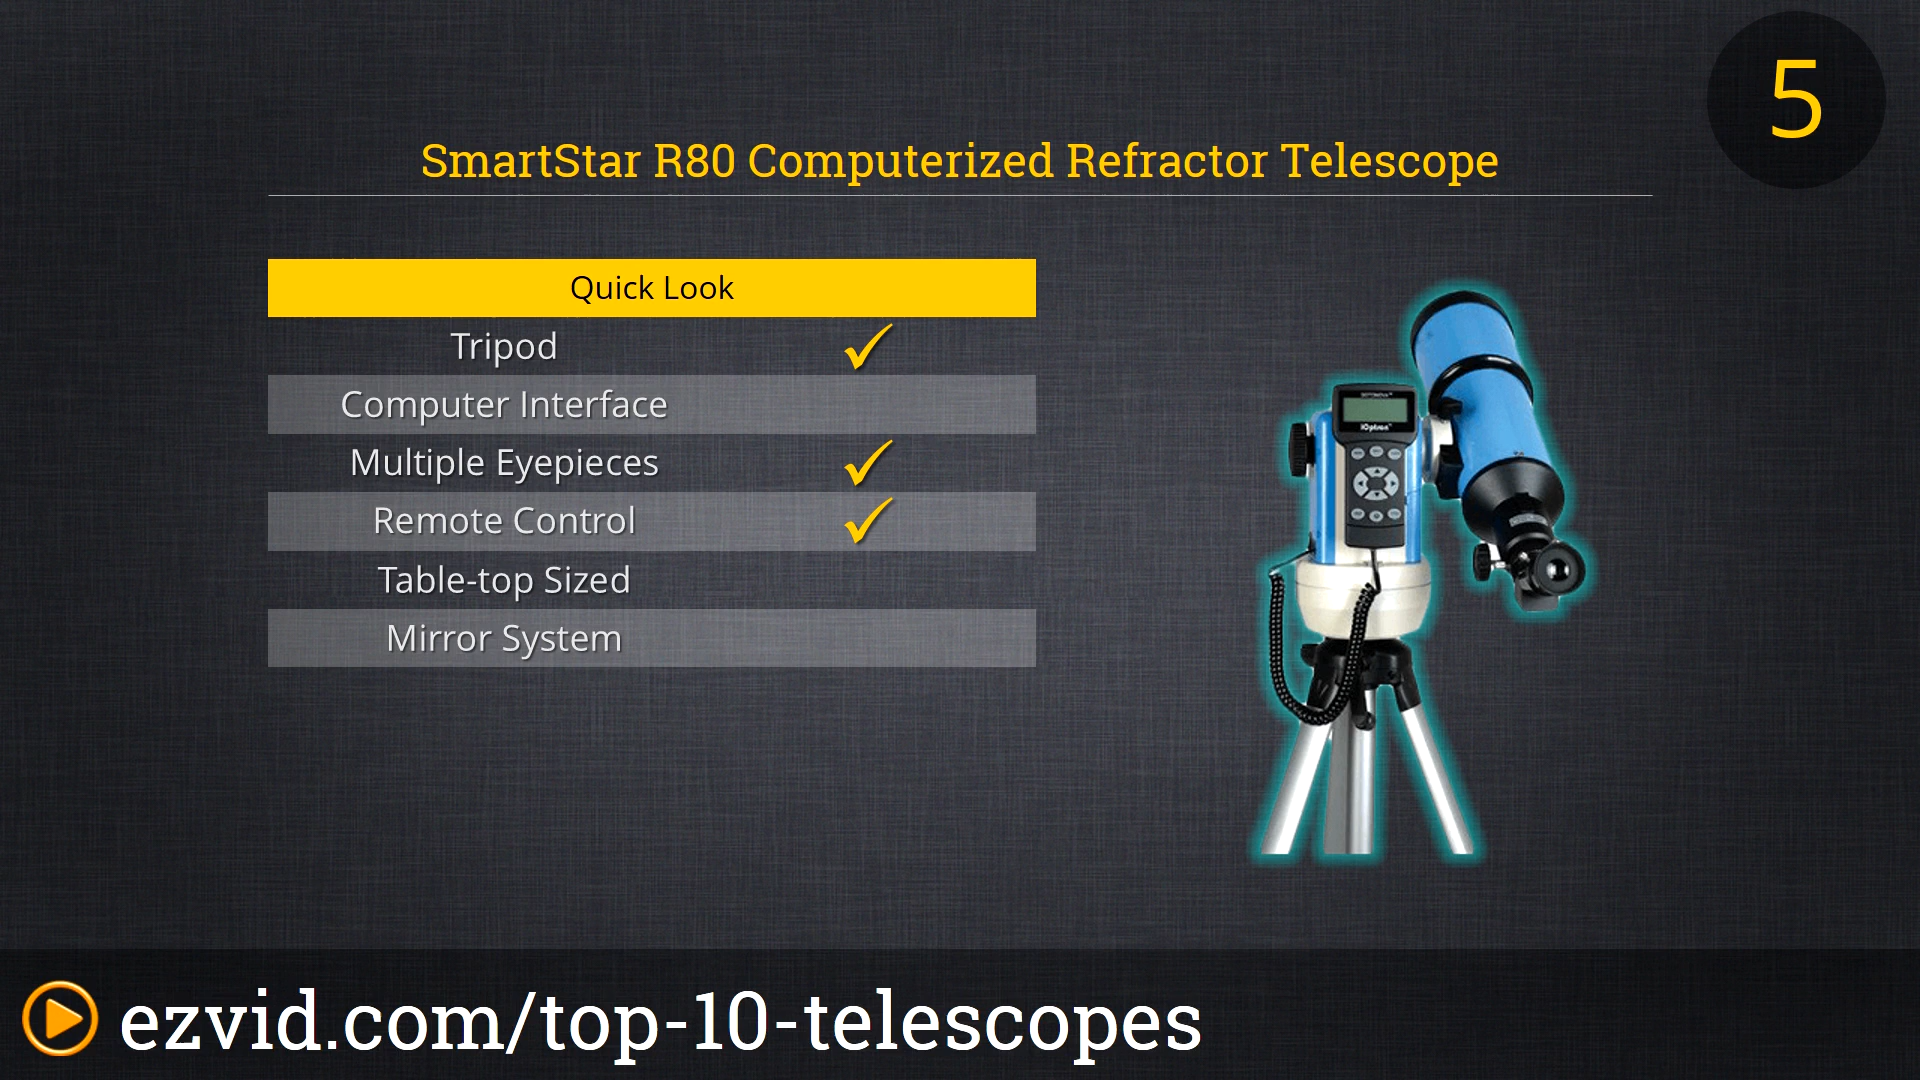 5
SmartStar R80 Computerized Refractor Telescope
Quick Look
Tripod
Computer Interface
Multiple Eyepieces
Remote Control
Table-top Sized
Mirror System
iOptron
ezvid.com/top-10-telescopes